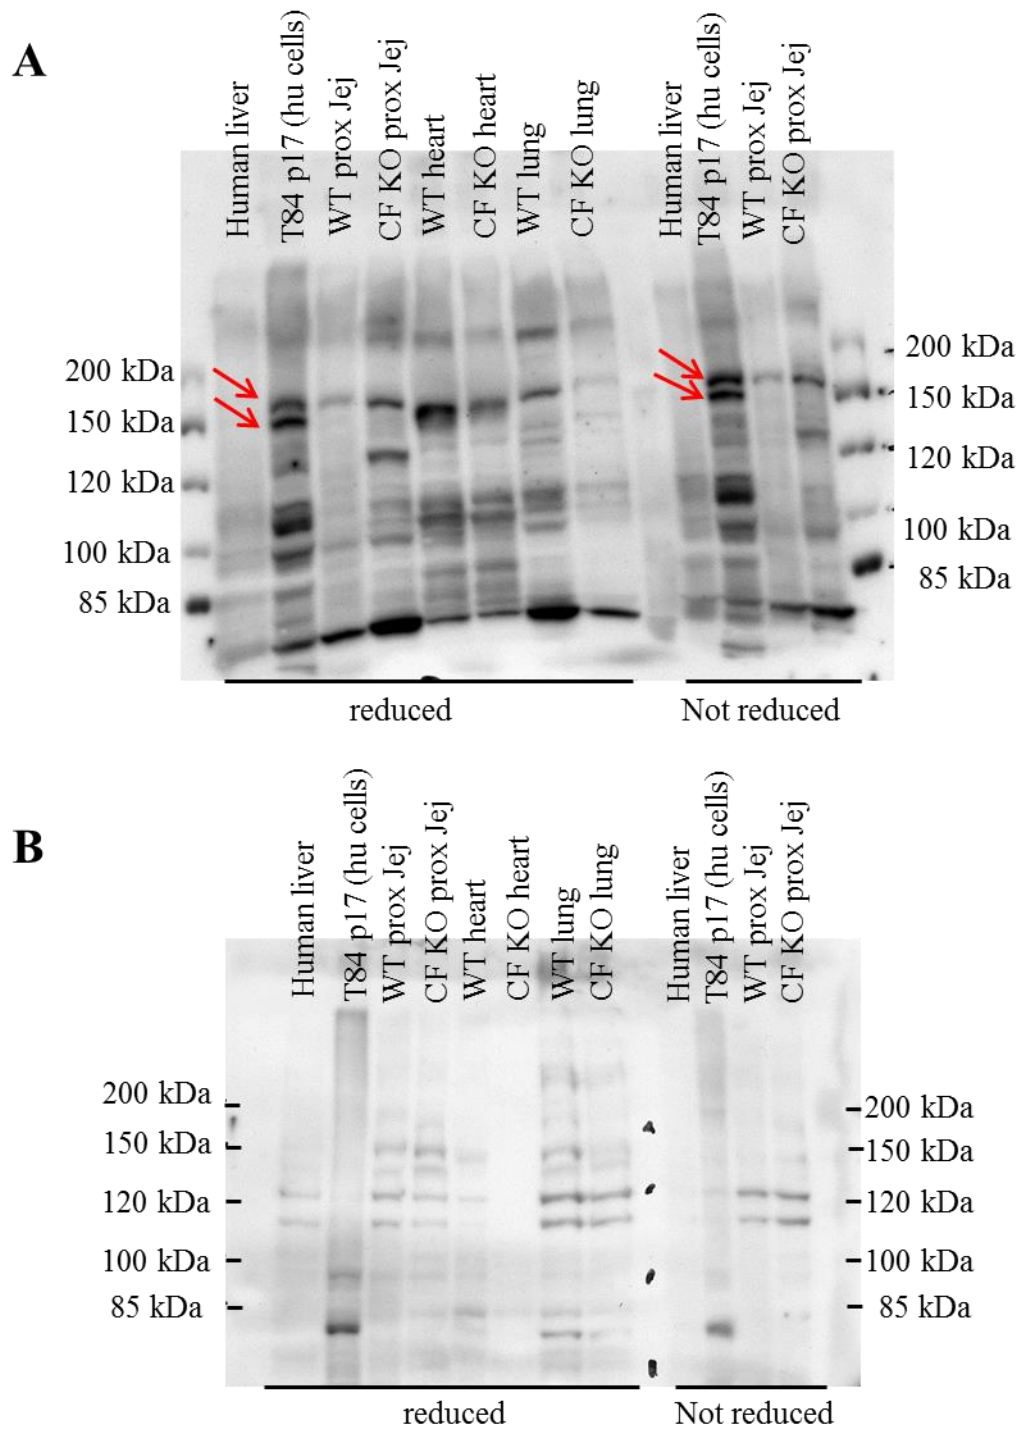 A
Human liver
T84 p17 (hu cells)
WT prox Jej
CF KO prox Jej
WT heart
CF KO heart
WT lung
CF KO lung
Human liver
T84 p17 (hu cells)
WT prox Jej
CF KO prox Jej
200 kDa
150 kDa
120 kDa
100 kDa
85 kDa
200 kDa
150 kDa
120 kDa
100 kDa
85 kDa
reduced
Not reduced
B
Human liver
T84 p17 (hu cells)
WT prox Jej
CF KO prox Jej
WT heart
CF KO heart
WT lung
CF KO lung
Human liver
T84 p17 (hu cells)
WT prox Jej
CF KO prox Jej
200 kDa
150 kDa
120 kDa
100 kDa
85 kDa
200 kDa
150 kDa
120 kDa
100 kDa
85 kDa
reduced
Not reduced